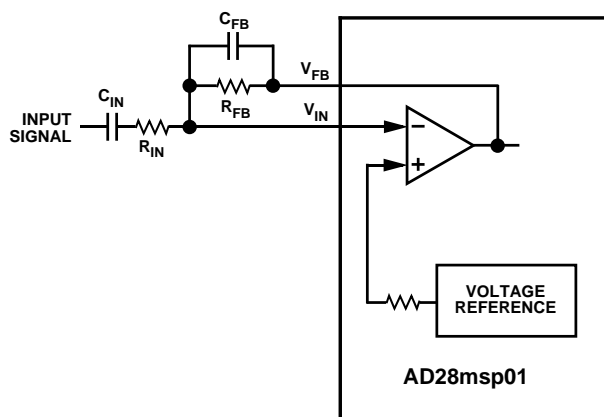 C_FB
V_FB
R_FB
INPUT
SIGNAL
C_IN
R_IN
V_IN
−
+
VOLTAGE
REFERENCE
AD28msp01